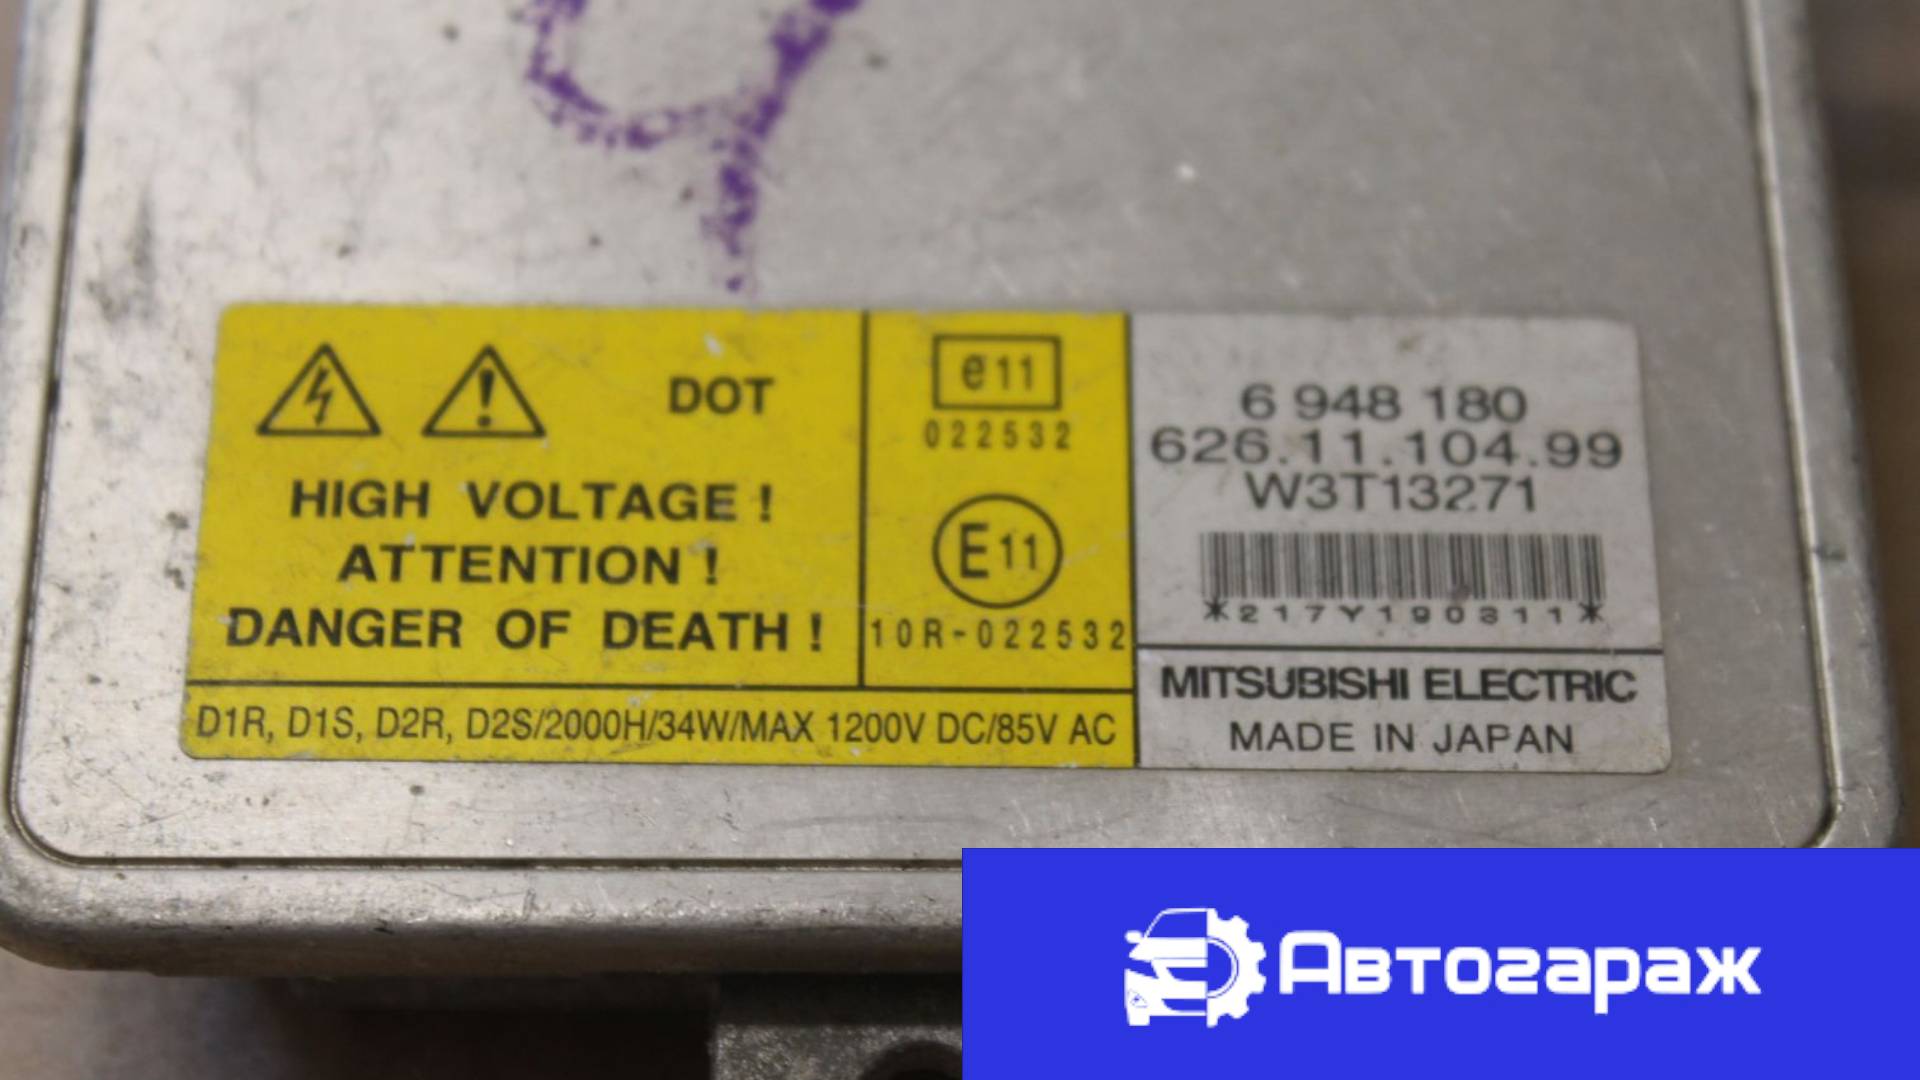 DOT
HIGH VOLTAGE !
ATTENTION !
DANGER OF DEATH !
e11
022532
E11
10R-022532
D1R, D1S, D2R, D2S/2000H/34W/MAX 1200V DC/85V AC
6 948 180
626.11.104.99
W3T13271
*217Y190311*
MITSUBISHI ELECTRIC
MADE IN JAPAN
Автогараж